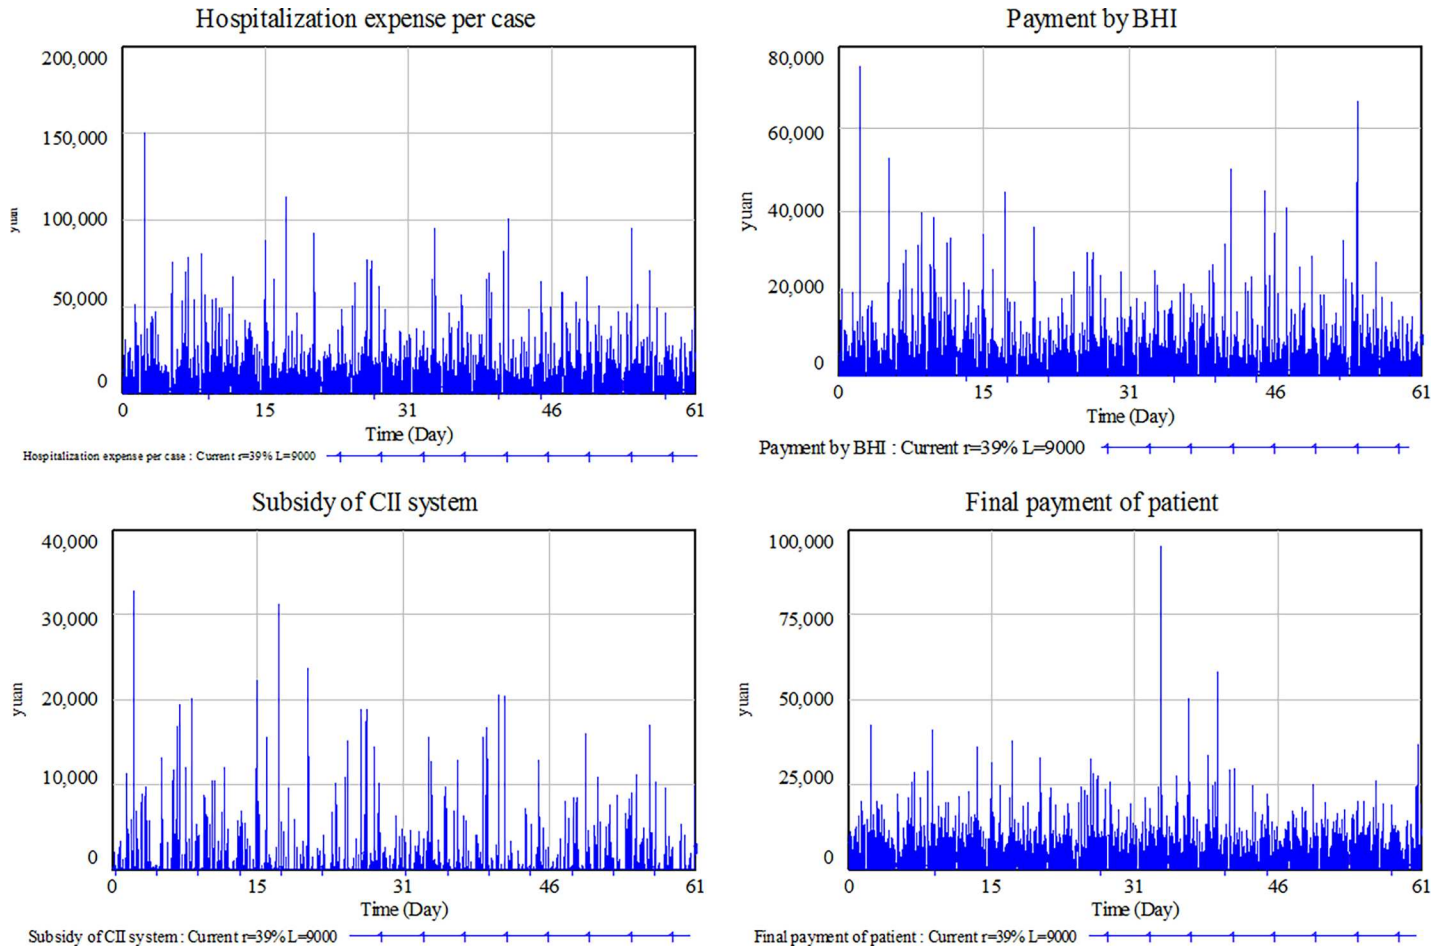 Hospitalization expense per case
200,000
150,000
100,000
50,000
0
yuan
0 15 31 46 61
Time (Day)
Hospitalization expense per case : Current r=39% L=9000
Payment by BHI
80,000
60,000
40,000
20,000
0
yuan
0 15 31 46 61
Time (Day)
Payment by BHI : Current r=39% L=9000
Subsidy of CII system
40,000
30,000
20,000
10,000
0
yuan
0 15 31 46 61
Time (Day)
Subsidy of CII system : Current r=39% L=9000
Final payment of patient
100,000
75,000
50,000
25,000
0
yuan
0 15 31 46 61
Time (Day)
Final payment of patient : Current r=39% L=9000